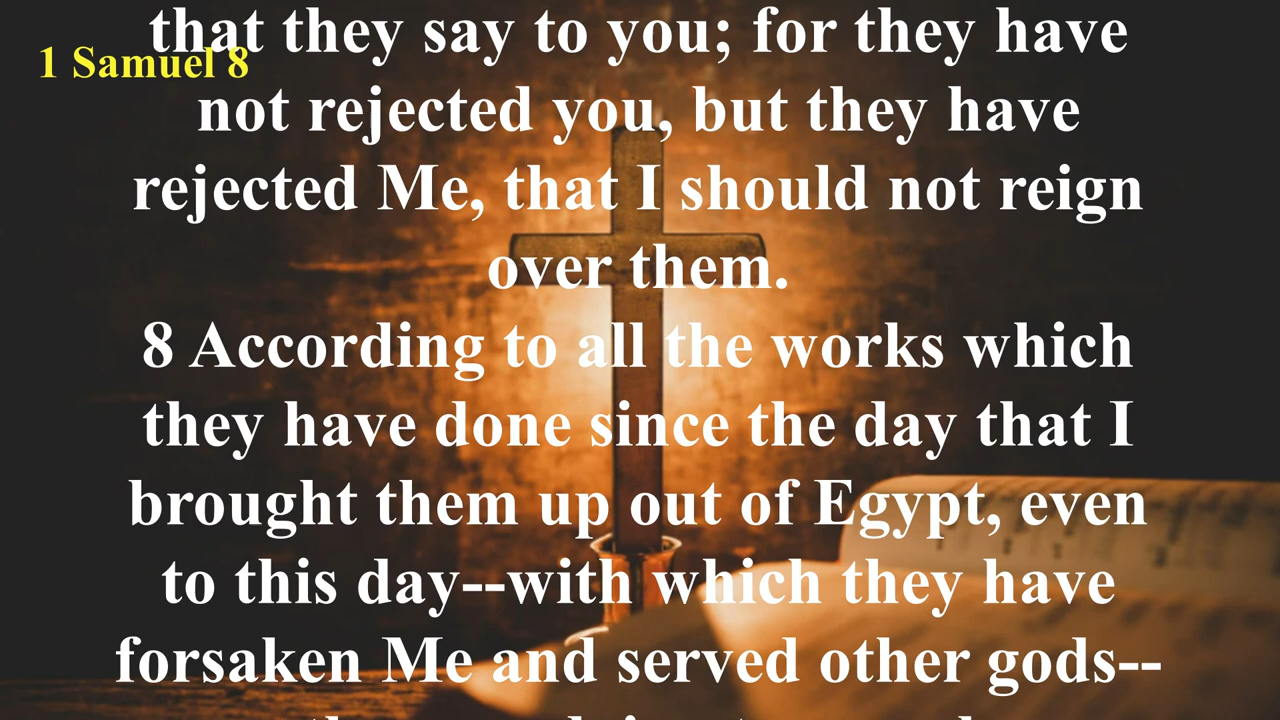 that they say to you; for they have
1 Samuel 8
not rejected you, but they have
rejected Me, that I should not reign
over them.
8 According to all the works which
they have done since the day that I
brought them up out of Egypt, even
to this day--with which they have
forsaken Me and served other gods--